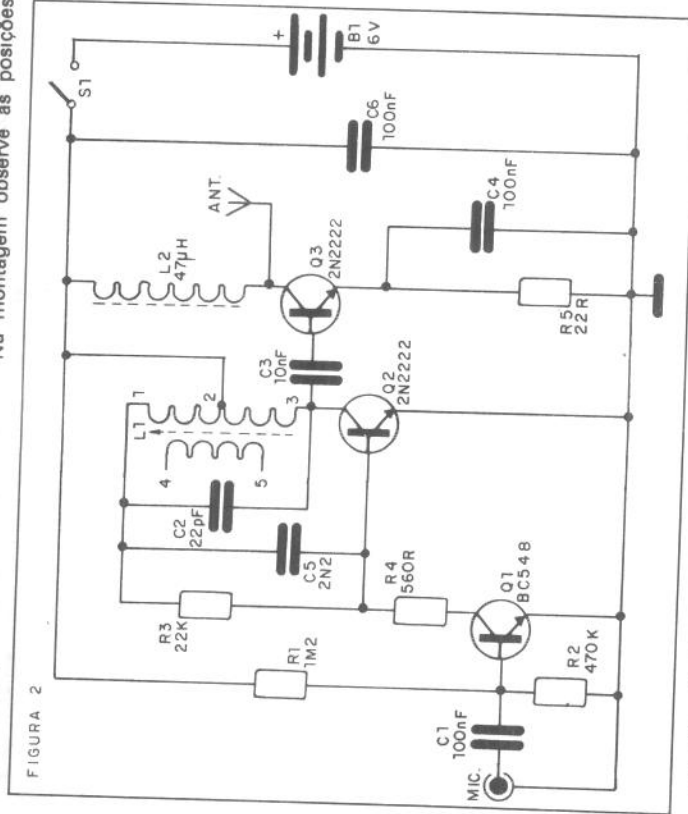 Na montagem observe as posições
FIGURA 2
S1
+
B1
6V
C6
100nF
ANT.
L2
47µH
Q3
2N2222
C4
100nF
R5
22R
C3
10nF
L1
1
2
3
4
5
Q2
2N2222
C2
22pF
C5
2N2
R3
22K
R4
560R
R1
1M2
Q1
BC548
R2
470K
C1
100nF
MIC.